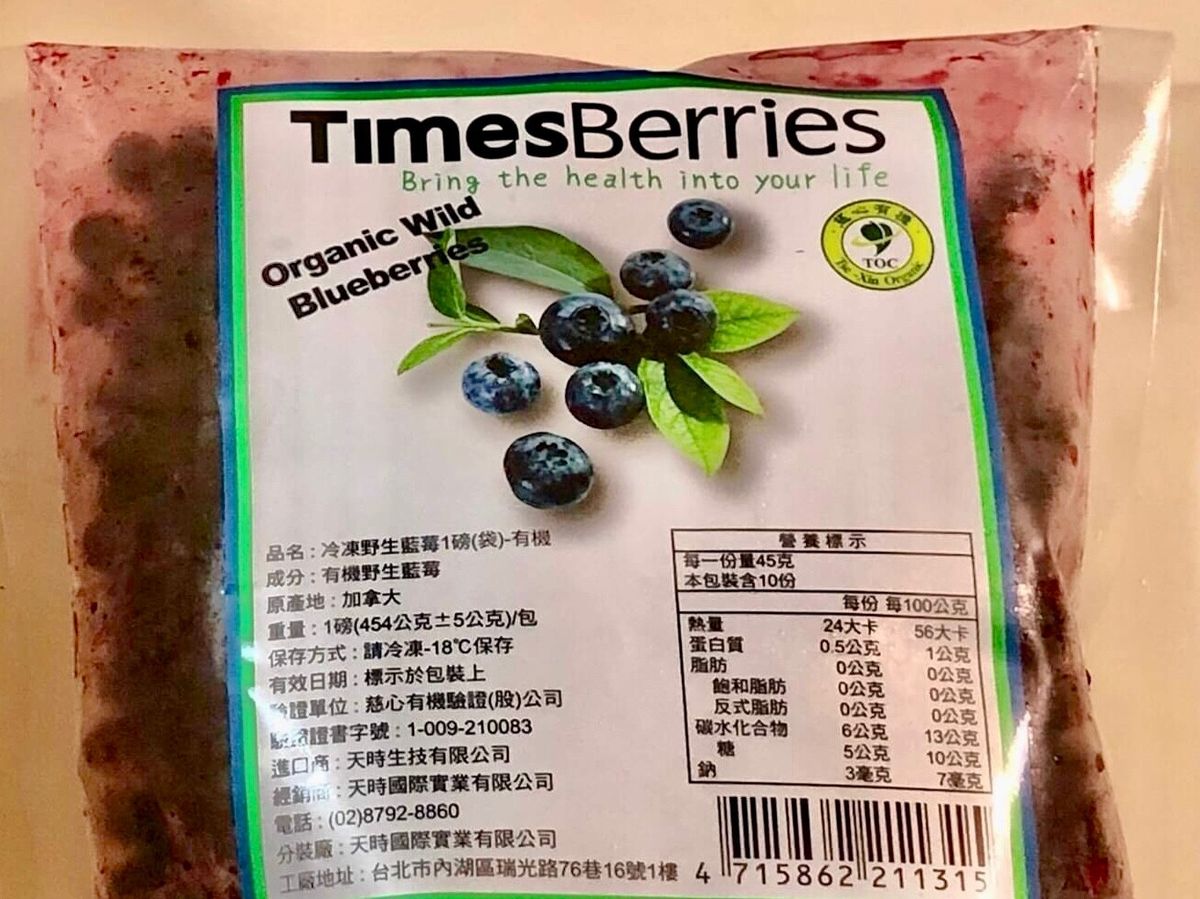 TimesBerries
Bring the health into your life
Organic Wild
Blueberries
慈心有機
TOC
Tse-Xin Organic
品名：冷凍野生藍莓1磅(袋)-有機
成分：有機野生藍莓
原產地：加拿大
重量：1磅(454公克±5公克)/包
保存方式：請冷凍-18℃保存
有效日期：標示於包裝上
驗證單位：慈心有機驗證(股)公司
驗證證書字號：1-009-210083
進口商：天時生技有限公司
經銷商：天時國際實業有限公司
電話：(02)8792-8860
分裝廠：天時國際實業有限公司
工廠地址：台北市內湖區瑞光路76巷16號1樓
營養標示
每一份量45克
本包裝含10份
每份 每100公克
熱量 24大卡 56大卡
蛋白質 0.5公克 1公克
脂肪 0公克 0公克
飽和脂肪 0公克 0公克
反式脂肪 0公克 0公克
碳水化合物 6公克 13公克
糖 5公克 10公克
鈉 3毫克 7毫克
4 715862 211315